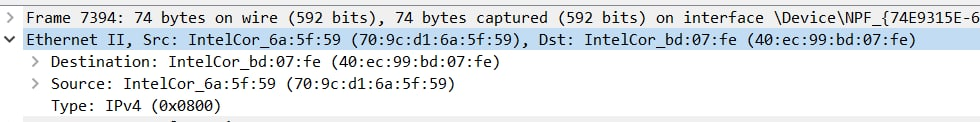 Frame 7394: 74 bytes on wire (592 bits), 74 bytes captured (592 bits) on interface \Device\NPF_{74E9315E-6
Ethernet II, Src: IntelCor_6a:5f:59 (70:9c:d1:6a:5f:59), Dst: IntelCor_bd:07:fe (40:ec:99:bd:07:fe)
Destination: IntelCor_bd:07:fe (40:ec:99:bd:07:fe)
Source: IntelCor_6a:5f:59 (70:9c:d1:6a:5f:59)
Type: IPv4 (0x0800)